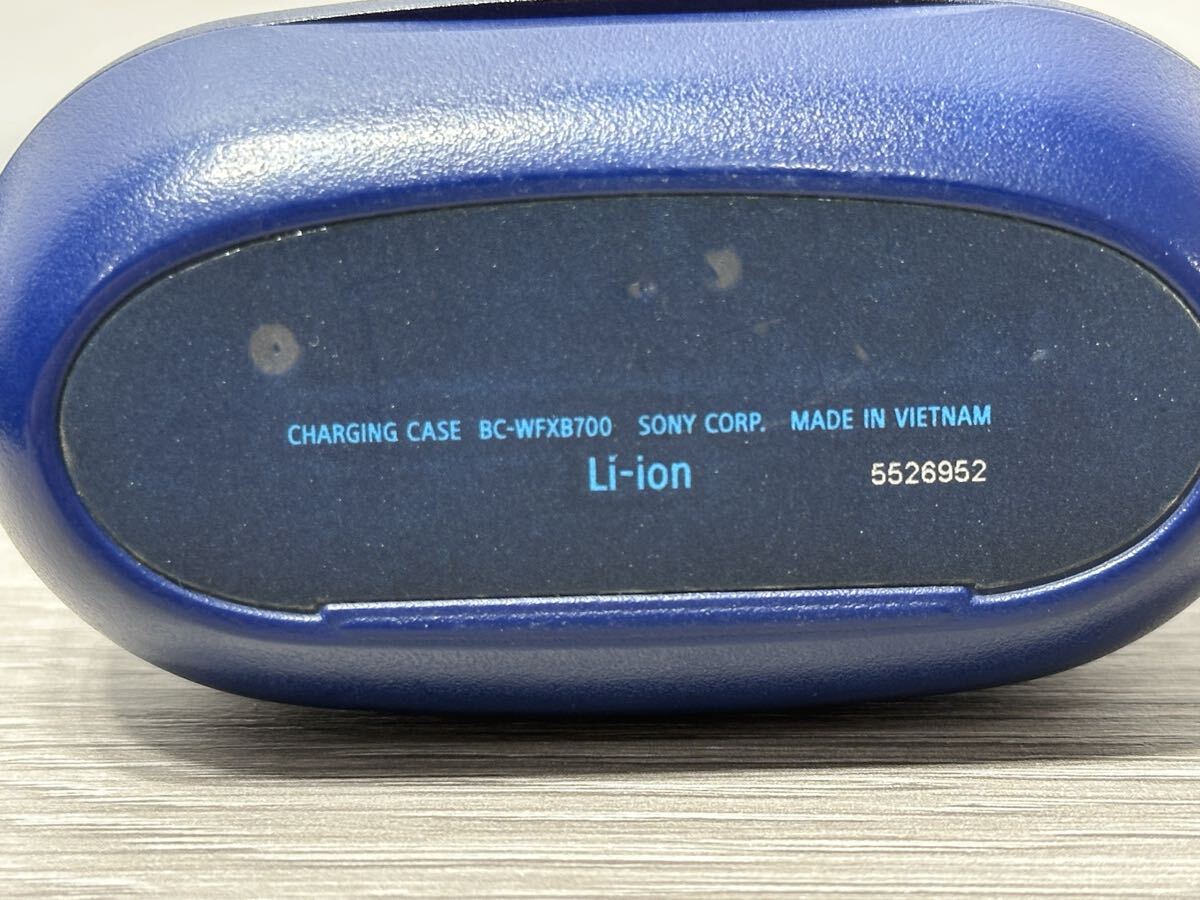 CHARGING CASE BC-WFXB700 SONY CORP. MADE IN VIETNAM
Li-ion 5526952